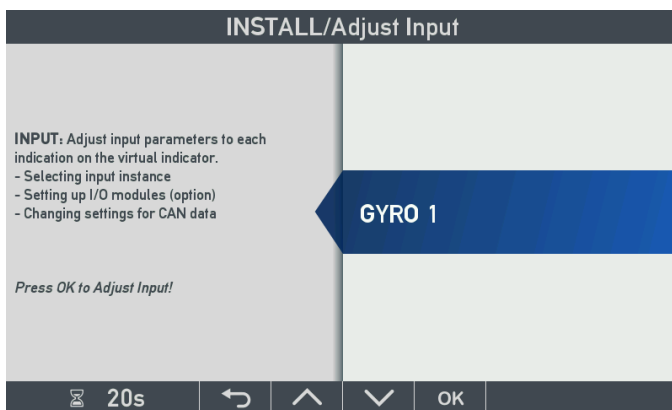 INSTALL/Adjust Input
INPUT: Adjust input parameters to each
indication on the virtual indicator.
- Selecting input instance
- Setting up I/O modules (option)
- Changing settings for CAN data
Press OK to Adjust Input!
GYRO 1
20s
OK